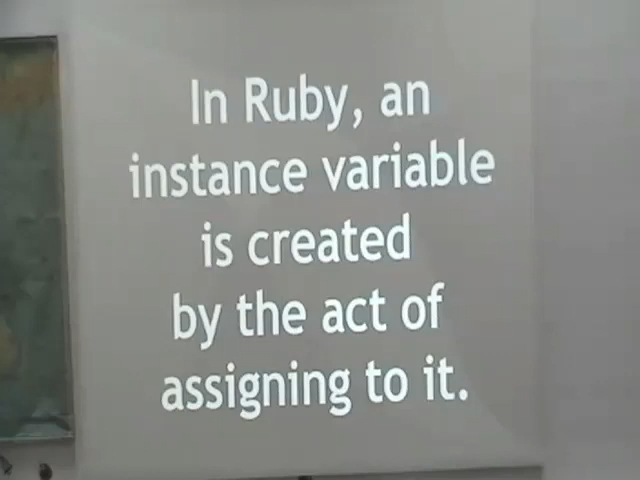 In Ruby, an
instance variable
is created
by the act of
assigning to it.